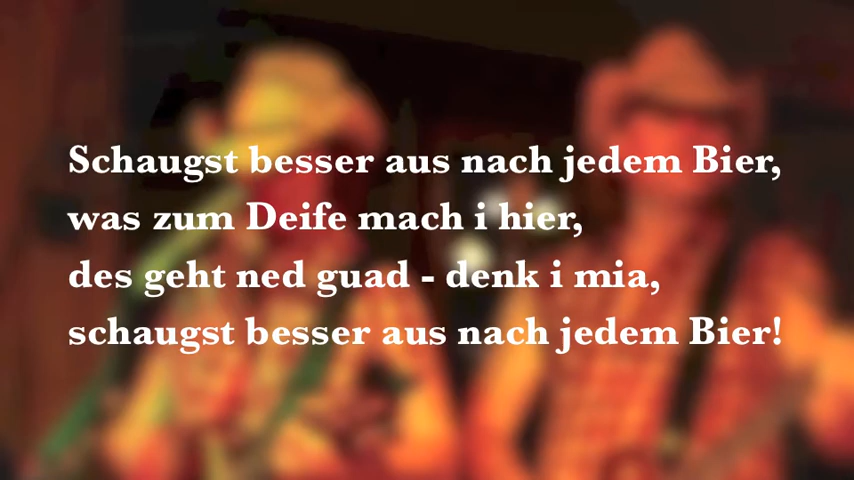 Schaugst besser aus nach jedem Bier,
was zum Deife mach i hier,
des geht ned guad - denk i mia,
schaugst besser aus nach jedem Bier!